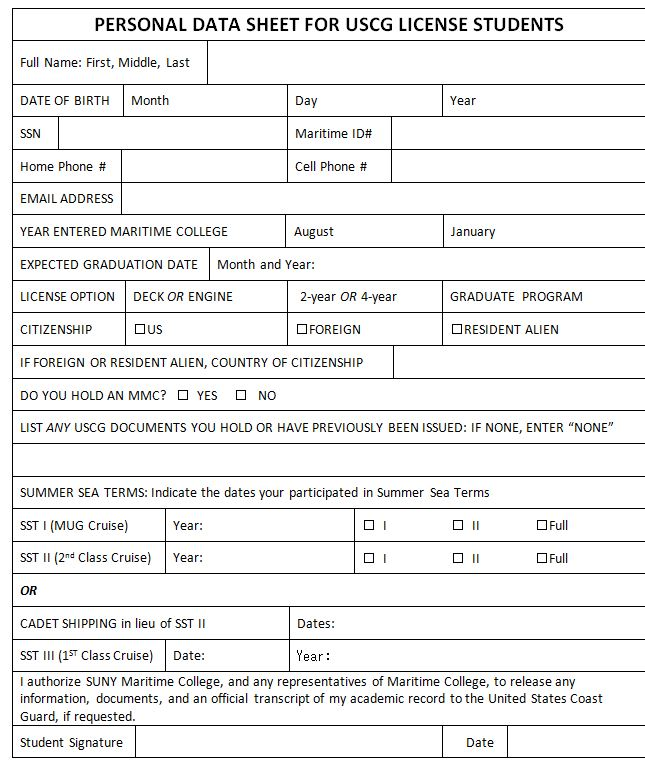 PERSONAL DATA SHEET FOR USCG LICENSE STUDENTS
Full Name: First, Middle, Last
DATE OF BIRTH Month Day Year
SSN Maritime ID#
Home Phone # Cell Phone #
EMAIL ADDRESS
YEAR ENTERED MARITIME COLLEGE August January
EXPECTED GRADUATION DATE Month and Year:
LICENSE OPTION DECK OR ENGINE 2-year OR 4-year GRADUATE PROGRAM
CITIZENSHIP ☐US ☐FOREIGN ☐RESIDENT ALIEN
IF FOREIGN OR RESIDENT ALIEN, COUNTRY OF CITIZENSHIP
DO YOU HOLD AN MMC? ☐ YES ☐ NO
LIST ANY USCG DOCUMENTS YOU HOLD OR HAVE PREVIOUSLY BEEN ISSUED: IF NONE, ENTER “NONE”
SUMMER SEA TERMS: Indicate the dates your participated in Summer Sea Terms
SST I (MUG Cruise) Year: ☐ I ☐ II ☐Full
SST II (2nd Class Cruise) Year: ☐ I ☐ II ☐Full
OR
CADET SHIPPING in lieu of SST II Dates:
SST III (1ST Class Cruise) Date: Year:
I authorize SUNY Maritime College, and any representatives of Maritime College, to release any
information, documents, and an official transcript of my academic record to the United States Coast
Guard, if requested.
Student Signature Date